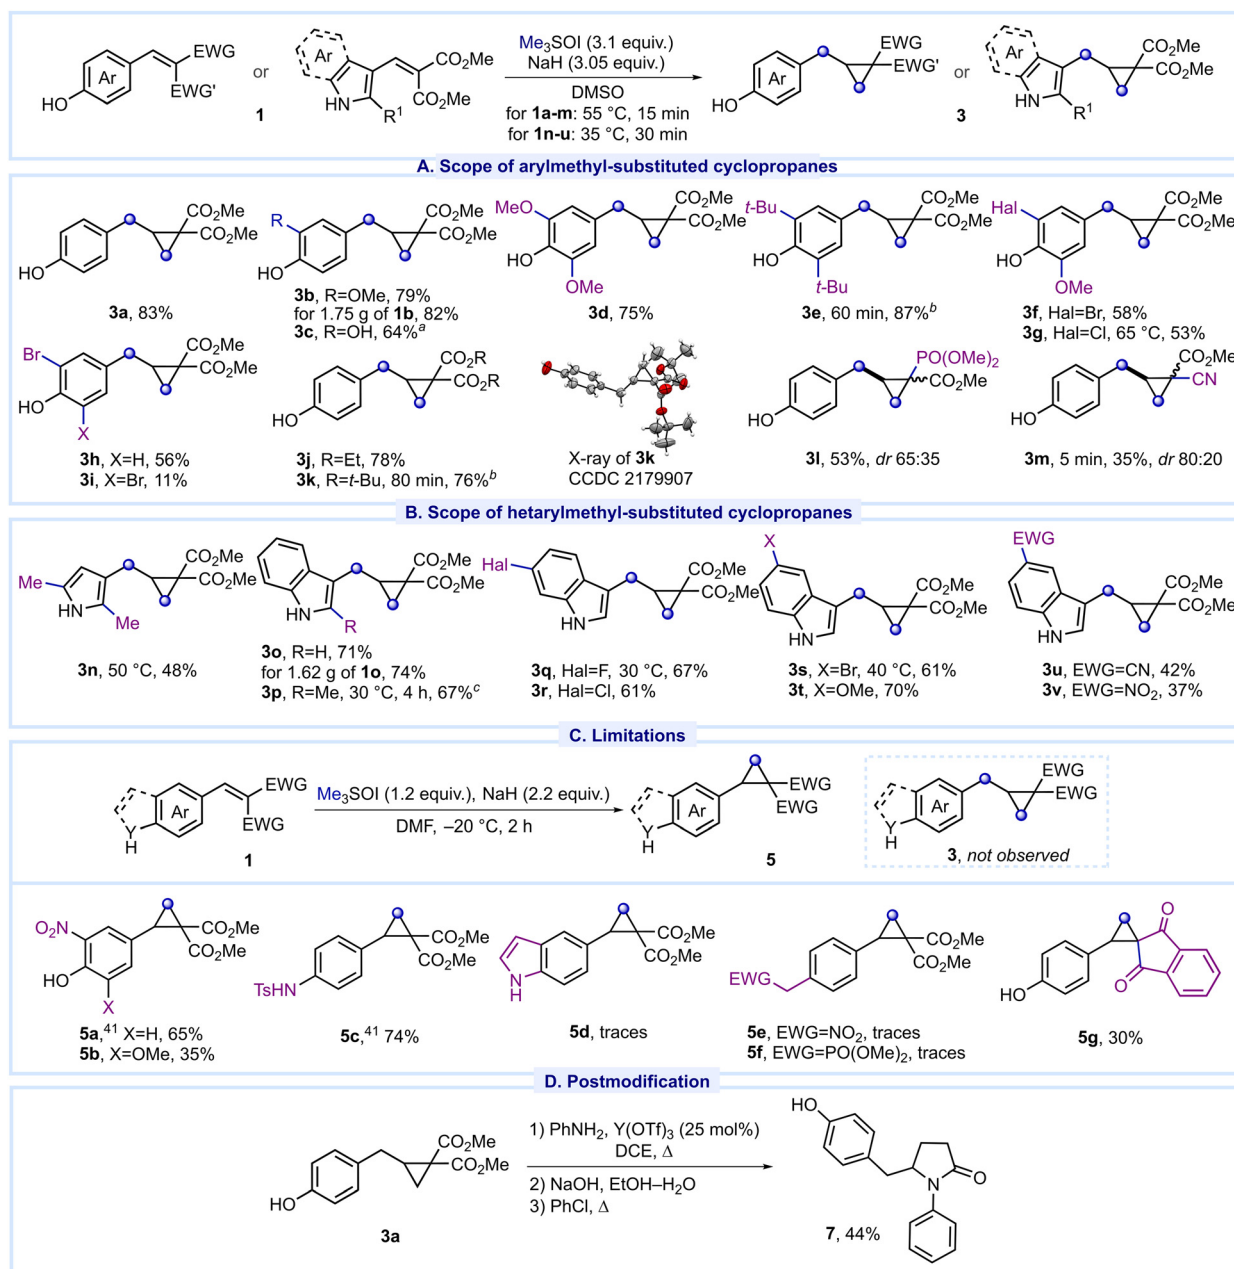 EWG
EWG'
Ar
HO
or
Ar
CO₂Me
CO₂Me
HN
R¹
1
Me₃SOI (3.1 equiv.)
NaH (3.05 equiv.)
DMSO
for 1a-m: 55 °C, 15 min
for 1n-u: 35 °C, 30 min
EWG
EWG'
Ar
HO
or
Ar
CO₂Me
CO₂Me
HN
R¹
3
A. Scope of arylmethyl-substituted cyclopropanes
CO₂Me
CO₂Me
HO
3a, 83%
R
CO₂Me
CO₂Me
HO
3b, R=OMe, 79%
for 1.75 g of 1b, 82%
3c, R=OH, 64%ᵃ
MeO
CO₂Me
CO₂Me
HO
OMe
3d, 75%
t-Bu
CO₂Me
CO₂Me
HO
t-Bu
3e, 60 min, 87%ᵇ
Hal
CO₂Me
CO₂Me
HO
OMe
3f, Hal=Br, 58%
3g, Hal=Cl, 65 °C, 53%
Br
CO₂Me
CO₂Me
HO
X
3h, X=H, 56%
3i, X=Br, 11%
CO₂R
CO₂R
HO
3j, R=Et, 78%
3k, R=t-Bu, 80 min, 76%ᵇ
X-ray of 3k
CCDC 2179907
PO(OMe)₂
CO₂Me
HO
3l, 53%, dr 65:35
CO₂Me
CN
HO
3m, 5 min, 35%, dr 80:20
B. Scope of hetarylmethyl-substituted cyclopropanes
Me
CO₂Me
CO₂Me
HN
Me
3n, 50 °C, 48%
CO₂Me
CO₂Me
HN
R
3o, R=H, 71%
for 1.62 g of 1o, 74%
3p, R=Me, 30 °C, 4 h, 67%ᶜ
Hal
CO₂Me
CO₂Me
HN
3q, Hal=F, 30 °C, 67%
3r, Hal=Cl, 61%
X
CO₂Me
CO₂Me
HN
3s, X=Br, 40 °C, 61%
3t, X=OMe, 70%
EWG
CO₂Me
CO₂Me
HN
3u, EWG=CN, 42%
3v, EWG=NO₂, 37%
C. Limitations
EWG
Ar
EWG
Y
H
1
Me₃SOI (1.2 equiv.), NaH (2.2 equiv.)
DMF, –20 °C, 2 h
EWG
EWG
Ar
Y
H
5
EWG
EWG
Ar
Y
H
3, not observed
O₂N
CO₂Me
CO₂Me
HO
X
5a,⁴¹ X=H, 65%
5b, X=OMe, 35%
CO₂Me
CO₂Me
TsHN
5c,⁴¹ 74%
CO₂Me
CO₂Me
N
H
5d, traces
CO₂Me
CO₂Me
EWG
5e, EWG=NO₂, traces
5f, EWG=PO(OMe)₂, traces
O
O
HO
5g, 30%
D. Postmodification
CO₂Me
CO₂Me
HO
3a
1) PhNH₂, Y(OTf)₃ (25 mol%)
DCE, Δ
2) NaOH, EtOH–H₂O
3) PhCl, Δ
HO
O
N
7, 44%